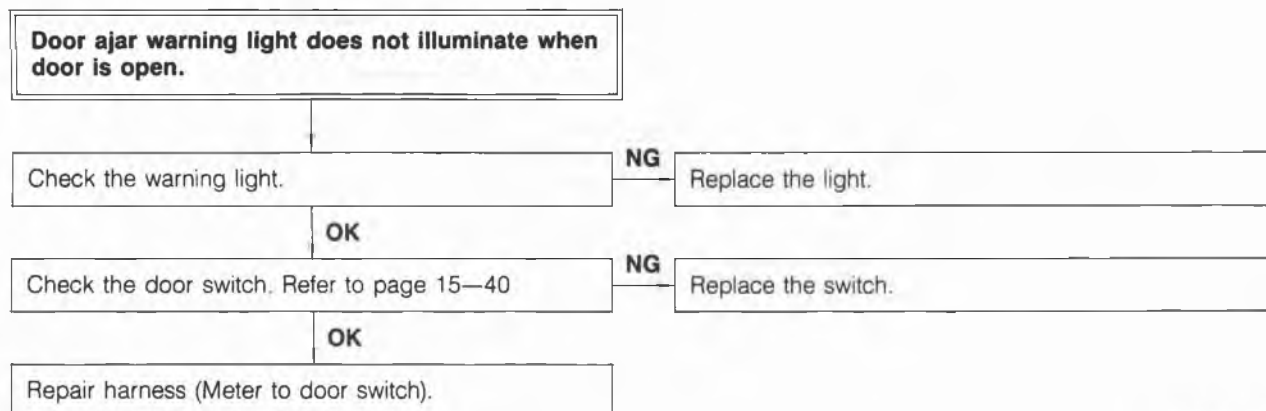 Door ajar warning light does not illuminate when
door is open.
NG
Check the warning light.
Replace the light.
OK
NG
Check the door switch. Refer to page 15—40
Replace the switch.
OK
Repair harness (Meter to door switch).